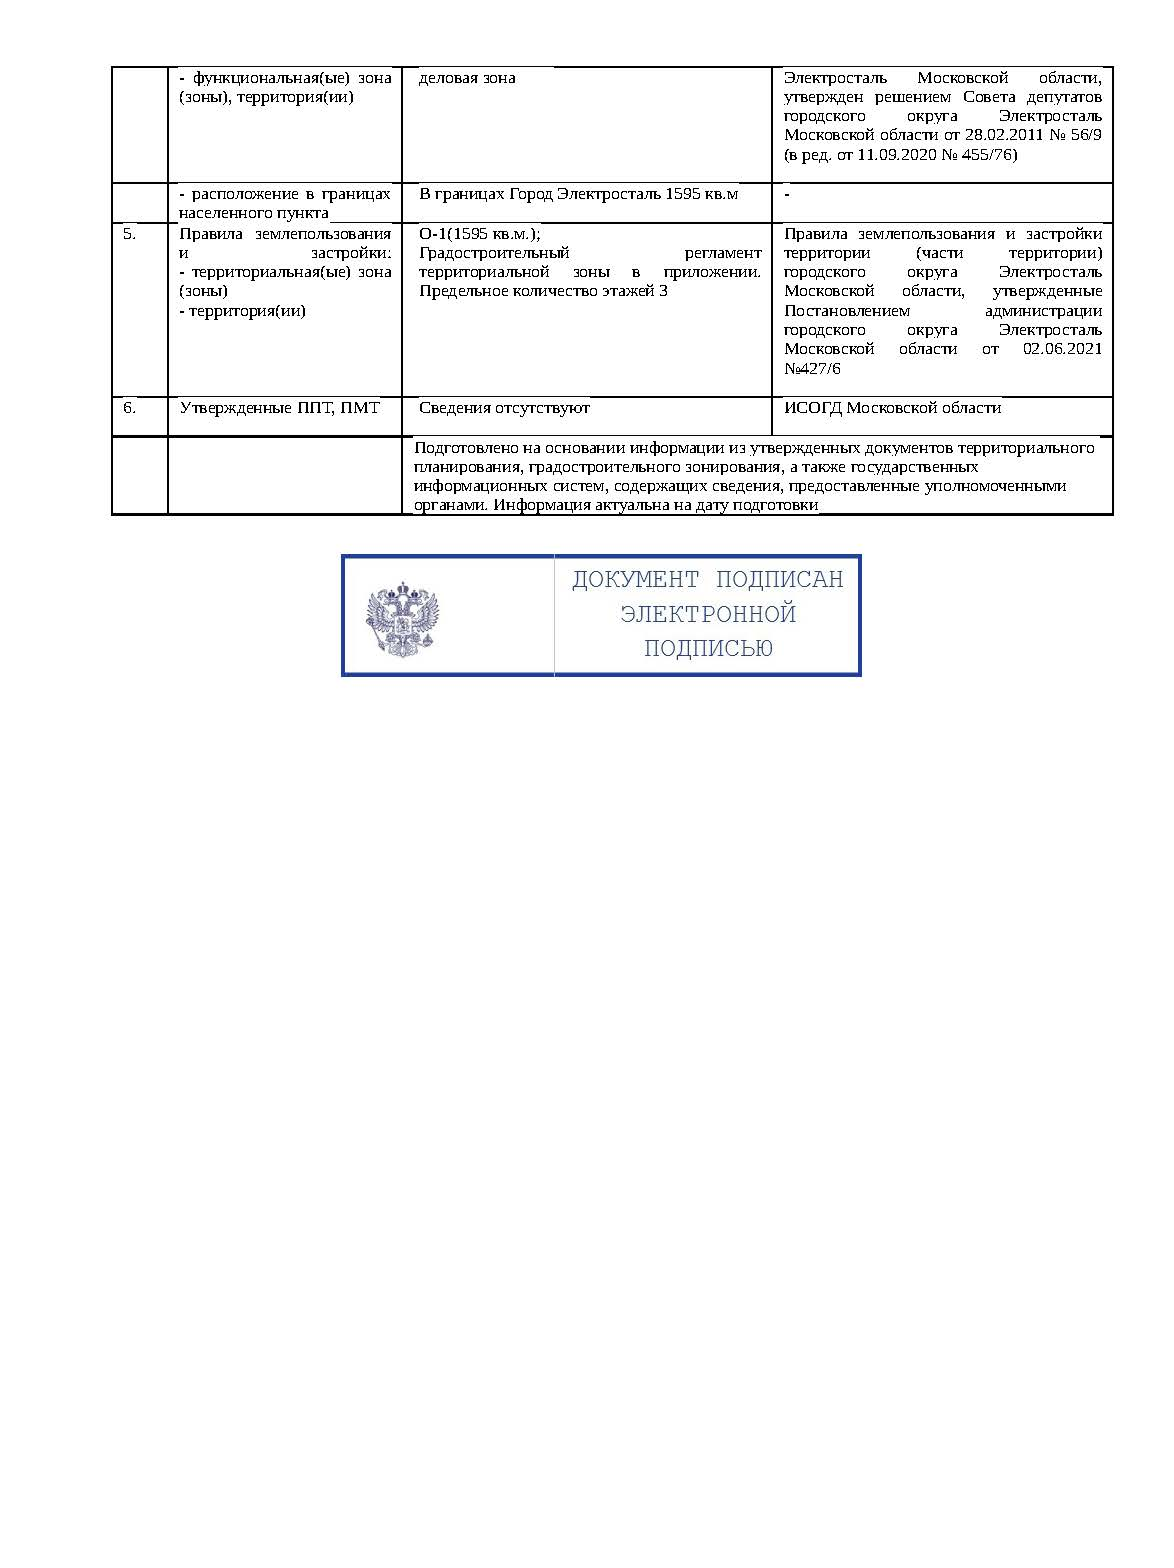 - функциональная(ые) зона
(зоны), территория(ии)
деловая зона
Электросталь Московской области,
утвержден решением Совета депутатов
городского округа Электросталь
Московской области от 28.02.2011 № 56/9
(в ред. от 11.09.2020 № 455/76)
- расположение в границах
населенного пункта
В границах Город Электросталь 1595 кв.м
-
5.
Правила землепользования
и застройки:
- территориальная(ые) зона
(зоны)
- территория(ии)
О-1(1595 кв.м.);
Градостроительный регламент
территориальной зоны в приложении.
Предельное количество этажей 3
Правила землепользования и застройки
территории (части территории)
городского округа Электросталь
Московской области, утвержденные
Постановлением администрации
городского округа Электросталь
Московской области от 02.06.2021
№427/6
6.
Утвержденные ППТ, ПМТ
Сведения отсутствуют
ИСОГД Московской области
Подготовлено на основании информации из утвержденных документов территориального
планирования, градостроительного зонирования, а также государственных
информационных систем, содержащих сведения, предоставленные уполномоченными
органами. Информация актуальна на дату подготовки
ДОКУМЕНТ ПОДПИСАН
ЭЛЕКТРОННОЙ
ПОДПИСЬЮ